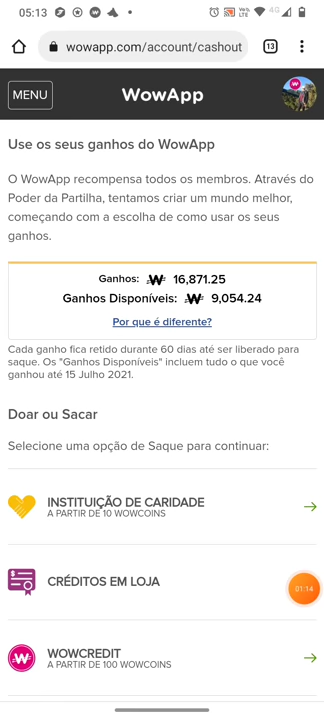 05:13
VoD LTE
4G
wowapp.com/account/cashout
13
MENU
WowApp
Use os seus ganhos do WowApp
O WowApp recompensa todos os membros. Através do
Poder da Partilha, tentamos criar um mundo melhor,
começando com a escolha de como usar os seus
ganhos.
Ganhos: W 16,871.25
Ganhos Disponíveis: W 9,054.24
Por que é diferente?
Cada ganho fica retido durante 60 dias até ser liberado para
saque. Os "Ganhos Disponíveis" incluem tudo o que você
ganhou até 15 Julho 2021.
Doar ou Sacar
Selecione uma opção de Saque para continuar:
INSTITUIÇÃO DE CARIDADE
A PARTIR DE 10 WOWCOINS
CRÉDITOS EM LOJA
01:14
WOWCREDIT
A PARTIR DE 100 WOWCOINS